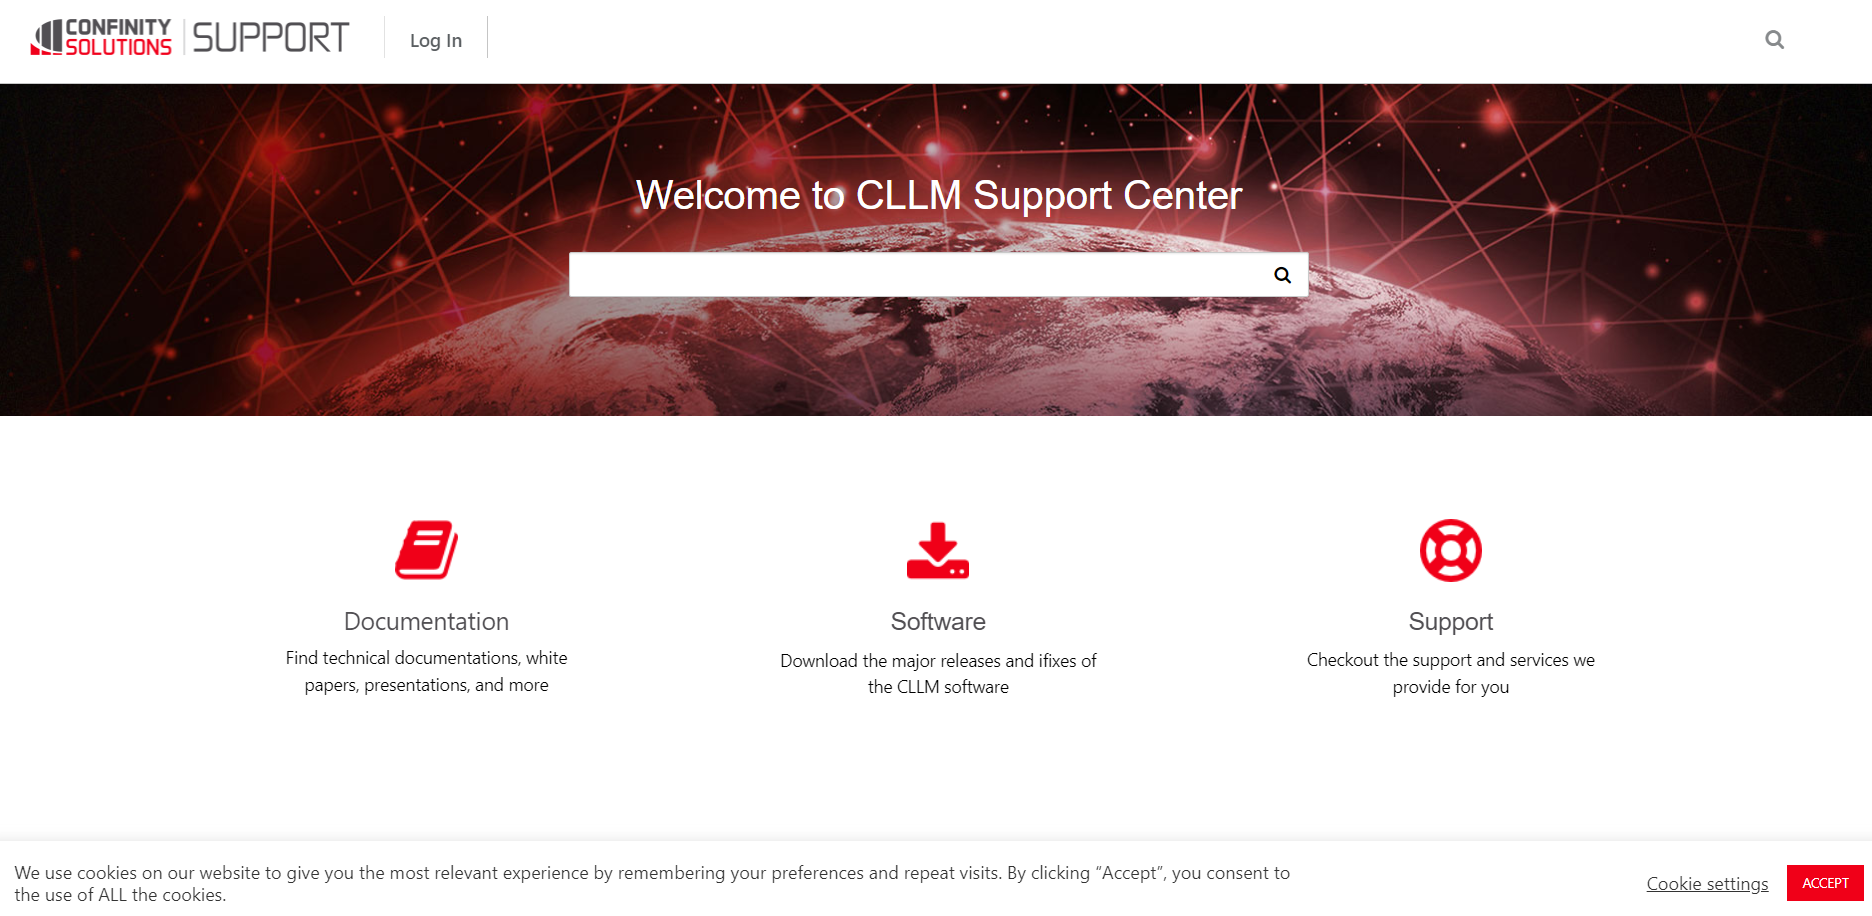 CONFINITY
SOLUTIONS
SUPPORT
Log In
Welcome to CLLM Support Center
Documentation
Find technical documentations, white
papers, presentations, and more
Software
Download the major releases and ifixes of
the CLLM software
Support
Checkout the support and services we
provide for you
We use cookies on our website to give you the most relevant experience by remembering your preferences and repeat visits. By clicking “Accept”, you consent to
the use of ALL the cookies.
Cookie settings
ACCEPT